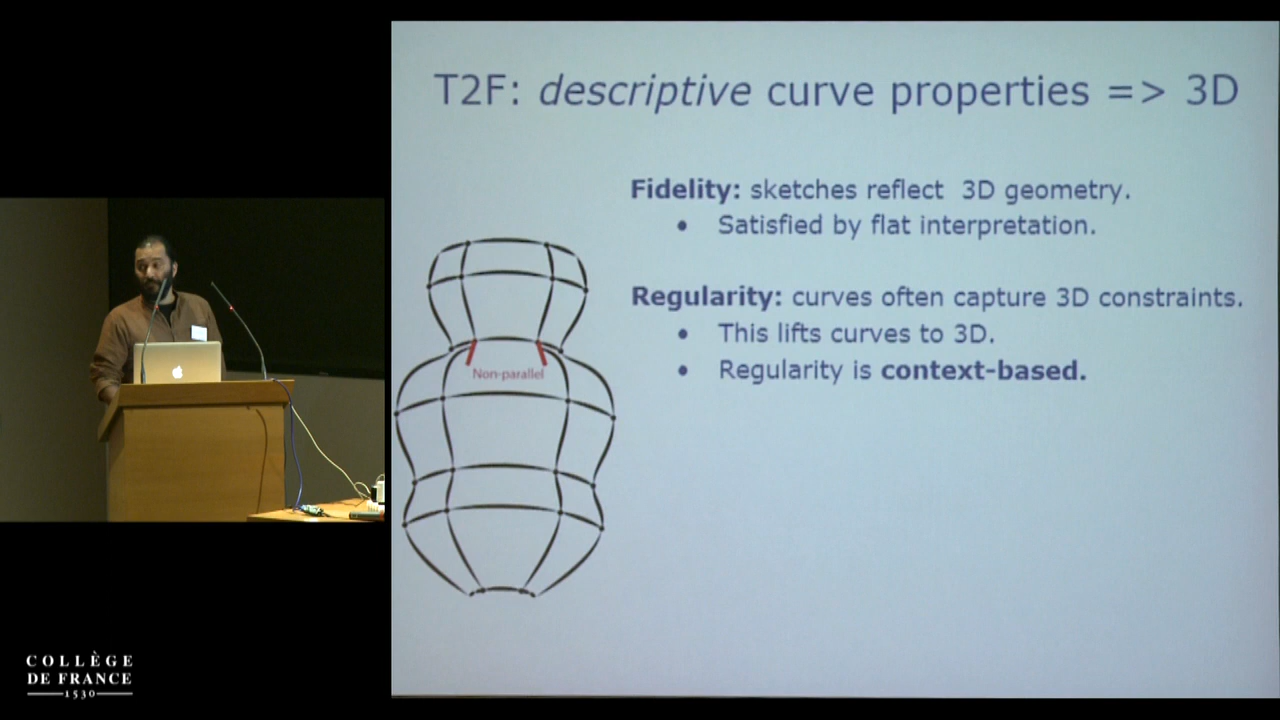 T2F: descriptive curve properties => 3D
Fidelity: sketches reflect 3D geometry.
• Satisfied by flat interpretation.
Regularity: curves often capture 3D constraints.
• This lifts curves to 3D.
• Regularity is context-based.
Non-parallel
COLLÈGE
DE FRANCE
1530